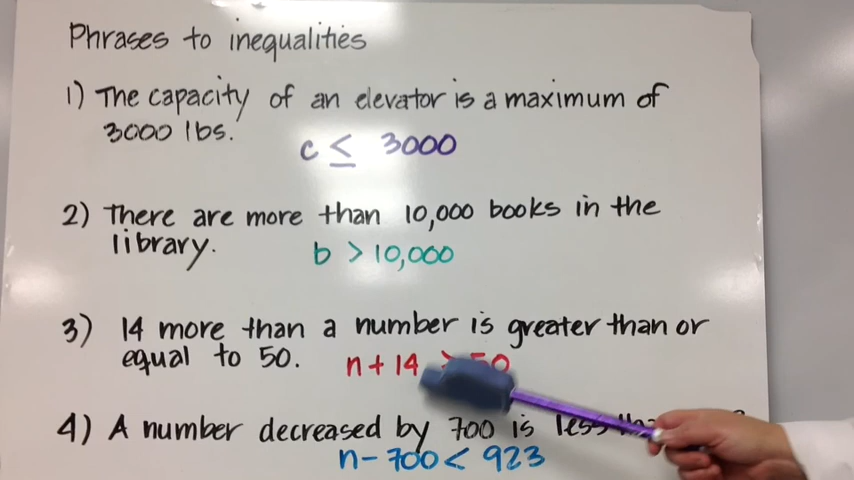 Phrases to inequalities
1) The capacity of an elevator is a maximum of
3000 lbs.
c ≤ 3000
2) There are more than 10,000 books in the
library.
b > 10,000
3) 14 more than a number is greater than or
equal to 50.
n + 14 50
4) A number decreased by 700 is less
n - 700 < 923